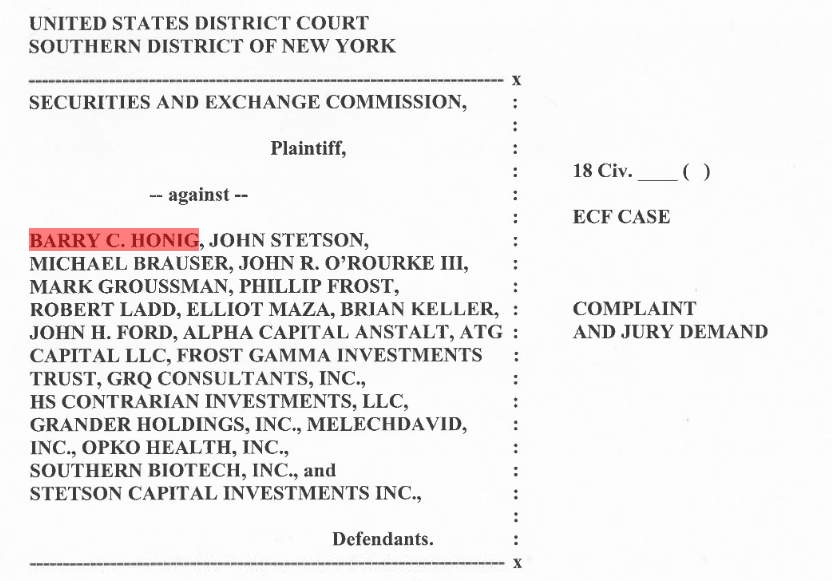 UNITED STATES DISTRICT COURT
SOUTHERN DISTRICT OF NEW YORK
---------------------------------------------------------------------- x
SECURITIES AND EXCHANGE COMMISSION, :
:
Plaintiff, :
: 18 Civ. ____ ( )
-- against -- :
: ECF CASE
BARRY C. HONIG, JOHN STETSON, :
MICHAEL BRAUSER, JOHN R. O'ROURKE III, :
MARK GROUSSMAN, PHILLIP FROST, :
ROBERT LADD, ELLIOT MAZA, BRIAN KELLER, : COMPLAINT
JOHN H. FORD, ALPHA CAPITAL ANSTALT, ATG : AND JURY DEMAND
CAPITAL LLC, FROST GAMMA INVESTMENTS :
TRUST, GRQ CONSULTANTS, INC., :
HS CONTRARIAN INVESTMENTS, LLC, :
GRANDER HOLDINGS, INC., MELECHDAVID, :
INC., OPKO HEALTH, INC., :
SOUTHERN BIOTECH, INC., and :
STETSON CAPITAL INVESTMENTS INC., :
:
Defendants. :
---------------------------------------------------------------------- x